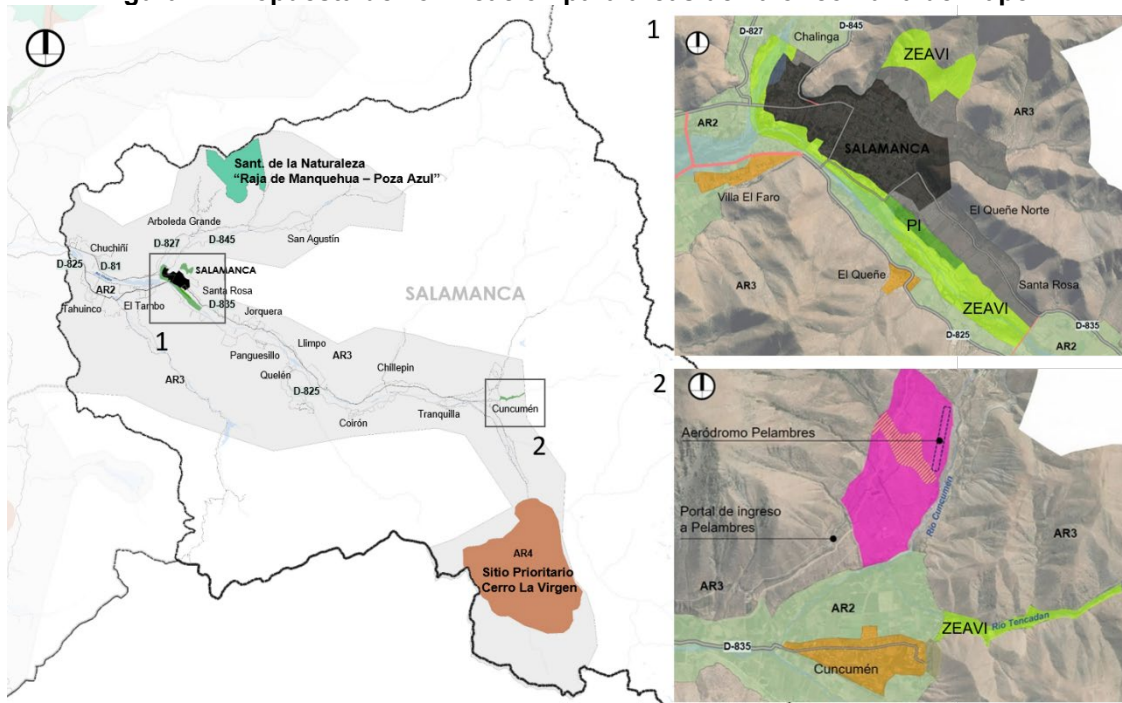 1
D-827
D-845
Chalinga
ZEAVI
AR2
AR3
SALAMANCA
Villa El Faro
PI
El Queñe Norte
El Queñe
AR3
Santa Rosa
ZEAVI
D-835
D-825
AR2
Sant. de la Naturaleza
“Raja de Manquehua – Poza Azul”
Arboleda Grande
San Agustín
Chuchiñí
D-827
D-845
D-825
D-81
SALAMANCA
AR2
Santa Rosa
SALAMANCA
Tahuinco
El Tambo
D-835
Jorquera
1
Llimpo
Panguesillo
AR3
AR3
Quelén
Chillepín
D-825
Cuncumén
Coirón
Tranquilla
2
AR4
Sitio Prioritario
Cerro La Virgen
2
Aeródromo Pelambres
Río Cuncumén
Portal de ingreso
a Pelambres
AR3
AR3
AR2
ZEAVI
Río Tencadan
D-835
Cuncumén